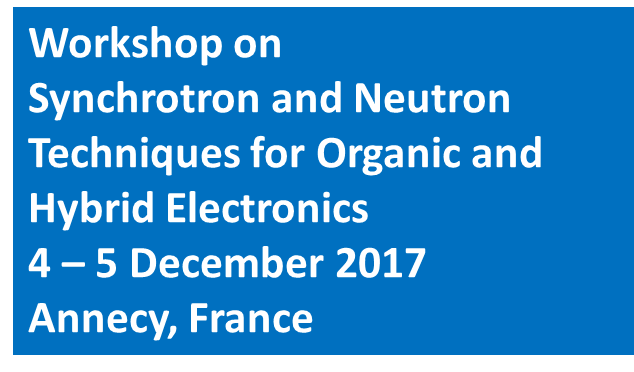 Workshop on
Synchrotron and Neutron
Techniques for Organic and
Hybrid Electronics
4 – 5 December 2017
Annecy, France